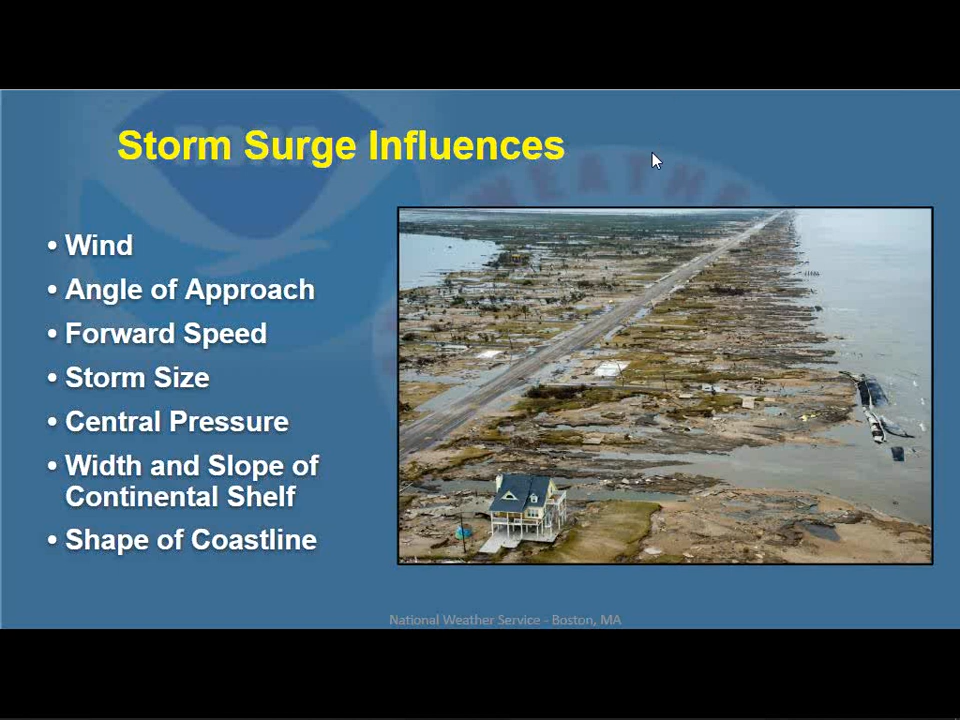 Storm Surge Influences
• Wind
• Angle of Approach
• Forward Speed
• Storm Size
• Central Pressure
• Width and Slope of
Continental Shelf
• Shape of Coastline
National Weather Service - Boston, MA